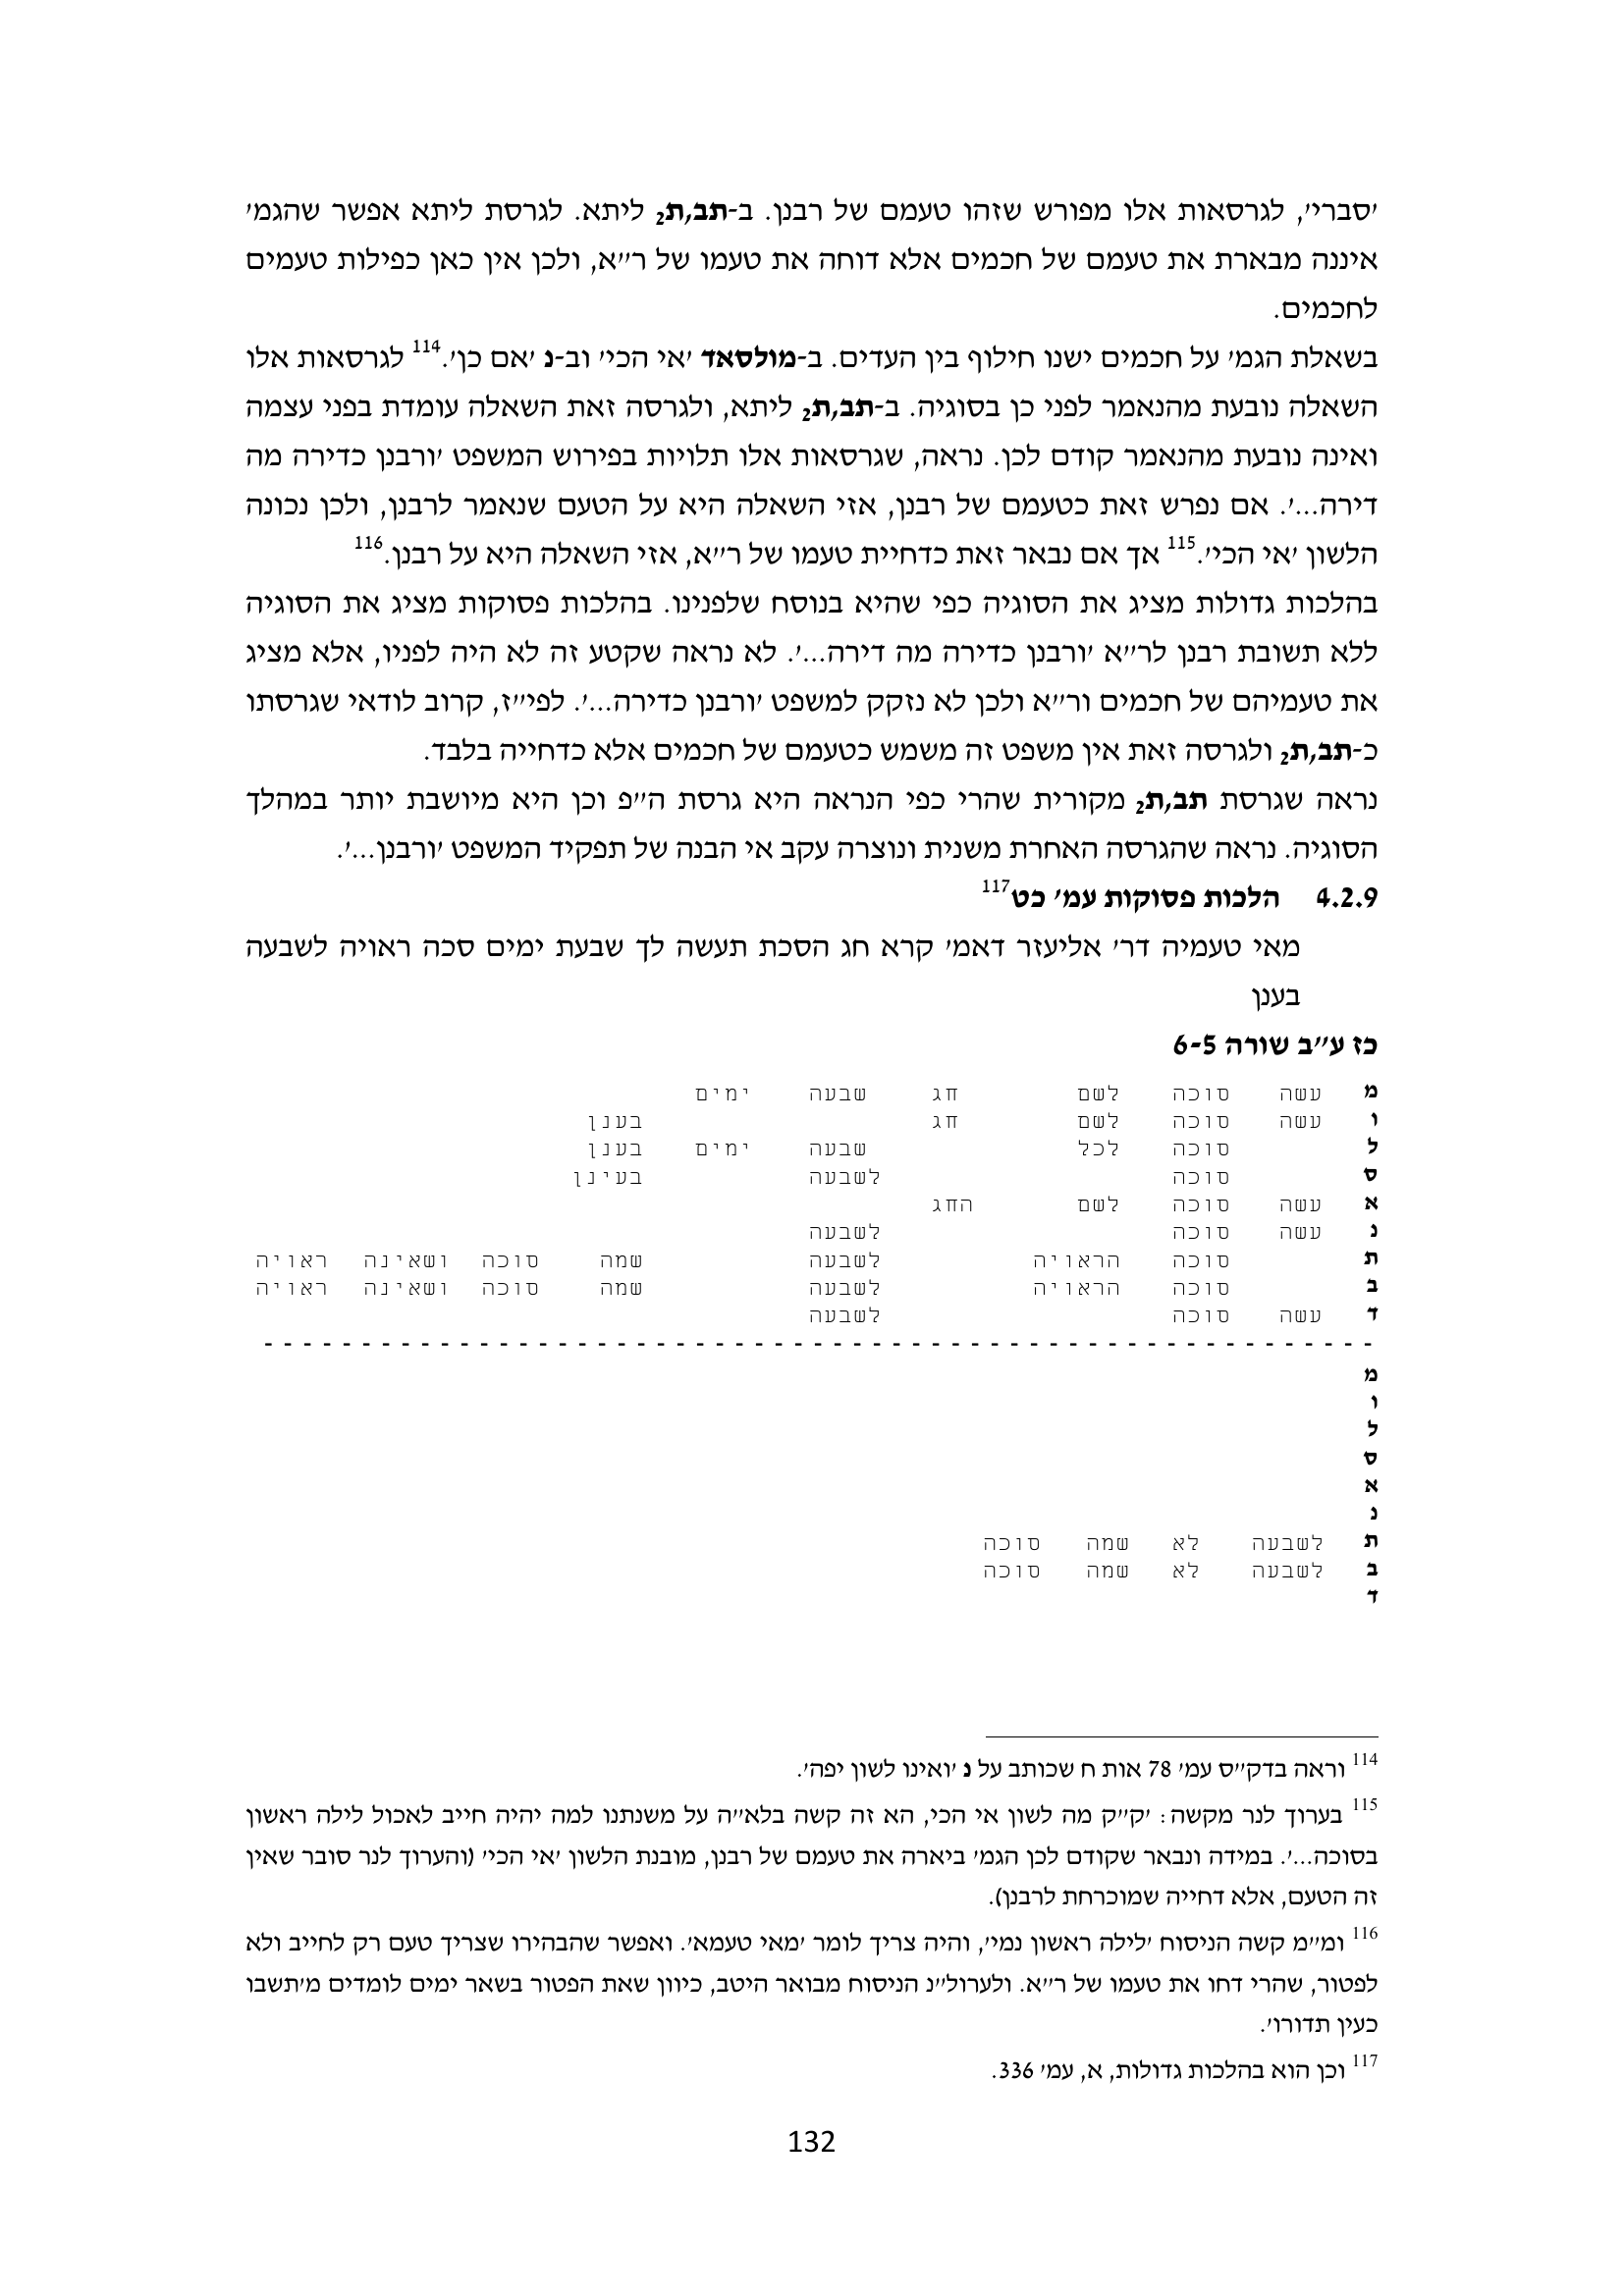 'סברי', לגרסאות אלו מפורש שזהו טעמם של רבנן. ב-תב,ת2 ליתא. לגרסת ליתא אפשר שהגמ'
איננה מבארת את טעמם של חכמים אלא דוחה את טעמו של ר"א, ולכן אין כאן כפילות טעמים
לחכמים.
בשאלת הגמ' על חכמים ישנו חילוף בין העדים. ב-מולסאד 'אי הכי' וב-נ 'אם כן'.114 לגרסאות אלו
השאלה נובעת מהנאמר לפני כן בסוגיה. ב-תב,ת2 ליתא, ולגרסה זאת השאלה עומדת בפני עצמה
ואינה נובעת מהנאמר קודם לכן. נראה, שגרסאות אלו תלויות בפירוש המשפט 'ורבנן כדירה מה
דירה...'. אם נפרש זאת כטעמם של רבנן, אזי השאלה היא על הטעם שנאמר לרבנן, ולכן נכונה
הלשון 'אי הכי'.115 אך אם נבאר זאת כדחיית טעמו של ר"א, אזי השאלה היא על רבנן.116
בהלכות גדולות מציג את הסוגיה כפי שהיא בנוסח שלפנינו. בהלכות פסוקות מציג את הסוגיה
ללא תשובת רבנן לר"א 'ורבנן כדירה מה דירה...'. לא נראה שקטע זה לא היה לפניו, אלא מציג
את טעמיהם של חכמים ור"א ולכן לא נזקק למשפט 'ורבנן כדירה...'. לפי"ז, קרוב לודאי שגרסתו
כ-תב,ת2 ולגרסה זאת אין משפט זה משמש כטעמם של חכמים אלא כדחייה בלבד.
נראה שגרסת תב,ת2 מקורית שהרי כפי הנראה היא גרסת ה"פ וכן היא מיושבת יותר במהלך
הסוגיה. נראה שהגרסה האחרת משנית ונוצרה עקב אי הבנה של תפקיד המשפט 'ורבנן...'.
4.2.9 הלכות פסוקות עמ' כט117
מאי טעמיה דר' אליעזר דאמ' קרא חג הסכת תעשה לך שבעת ימים סכה ראויה לשבעה
בענן
כז ע"ב שורה 6-5
מ עשה סוכה לשם חג שבעה ימים
ו עשה סוכה לשם חג בענן
ל סוכה לכל שבעה ימים בענן
ס סוכה לשבעה בעינן
א עשה סוכה לשם החג
נ עשה סוכה לשבעה
ת סוכה הראויה לשבעה שמה סוכה ושאינה ראויה
ב סוכה הראויה לשבעה שמה סוכה ושאינה ראויה
ד עשה סוכה לשבעה
- - - - - - - - - - - - - - - - - - - - - - - - - - - - - - - - - - - - - - - - - - - - - - - - - - - - - - - - -
מ
ו
ל
ס
א
נ
ת לשבעה לא שמה סוכה
ב לשבעה לא שמה סוכה
ד
114 וראה בדק"ס עמ' 78 אות ח שכותב על נ 'ואינו לשון יפה'.
115 בערוך לנר מקשה: 'ק"ק מה לשון אי הכי, הא זה קשה בלא"ה על משנתנו למה יהיה חייב לאכול לילה ראשון
בסוכה...'. במידה ונבאר שקודם לכן הגמ' ביארה את טעמם של רבנן, מובנת הלשון 'אי הכי' (והערוך לנר סובר שאין
זה הטעם, אלא דחייה שמוכרחת לרבנן).
116 ומ"מ קשה הניסוח 'לילה ראשון נמי', והיה צריך לומר 'מאי טעמא'. ואפשר שהבהירו שצריך טעם רק לחייב ולא
לפטור, שהרי דחו את טעמו של ר"א. ולערול"נ הניסוח מבואר היטב, כיוון שאת הפטור בשאר ימים לומדים מ'תשבו
כעין תדורו'.
117 וכן הוא בהלכות גדולות, א, עמ' 336.
132